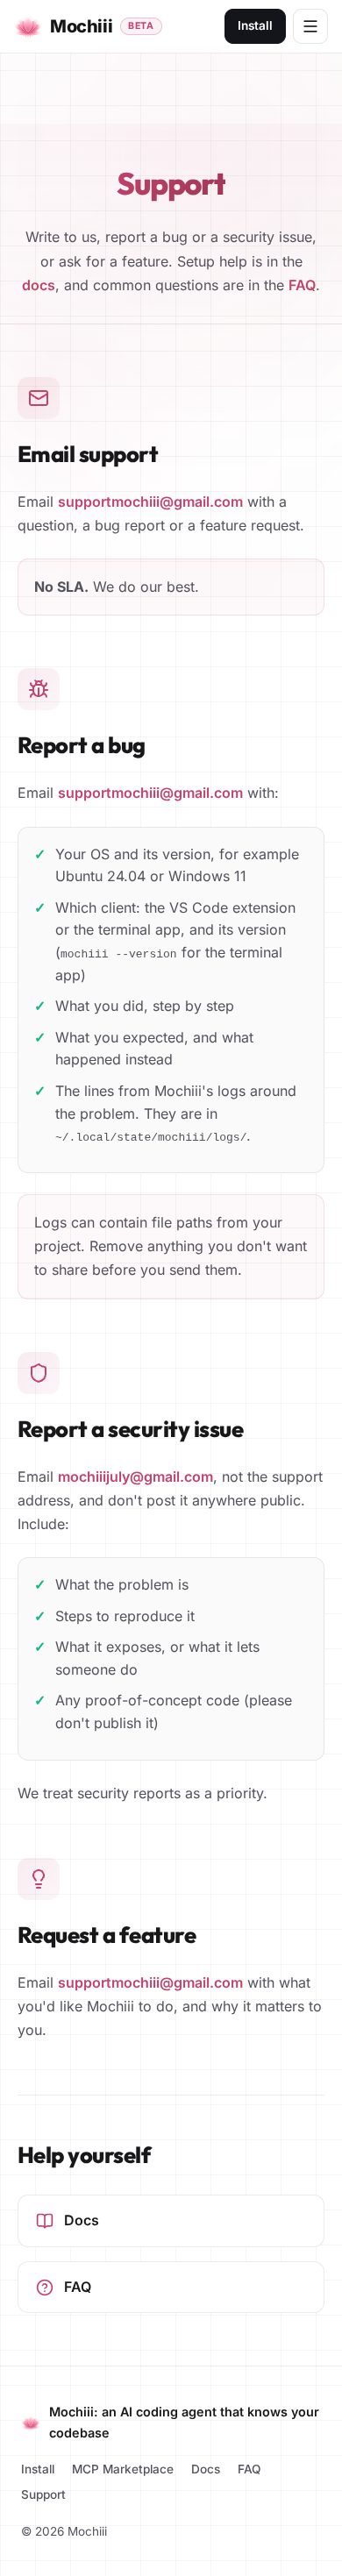 Mochiii BETA Install
Support
Write to us, report a bug or a security issue,
or ask for a feature. Setup help is in the
docs, and common questions are in the FAQ.
Email support
Email supportmochiii@gmail.com with a
question, a bug report or a feature request.
No SLA. We do our best.
Report a bug
Email supportmochiii@gmail.com with:
✓ Your OS and its version, for example
Ubuntu 24.04 or Windows 11
✓ Which client: the VS Code extension
or the terminal app, and its version
(mochiii --version for the terminal
app)
✓ What you did, step by step
✓ What you expected, and what
happened instead
✓ The lines from Mochiii's logs around
the problem. They are in
~/.local/state/mochiii/logs/.
Logs can contain file paths from your
project. Remove anything you don't want
to share before you send them.
Report a security issue
Email mochiiijuly@gmail.com, not the support
address, and don't post it anywhere public.
Include:
✓ What the problem is
✓ Steps to reproduce it
✓ What it exposes, or what it lets
someone do
✓ Any proof-of-concept code (please
don't publish it)
We treat security reports as a priority.
Request a feature
Email supportmochiii@gmail.com with what
you'd like Mochiii to do, and why it matters to
you.
Help yourself
Docs
FAQ
Mochiii: an AI coding agent that knows your
codebase
Install MCP Marketplace Docs FAQ
Support
© 2026 Mochiii